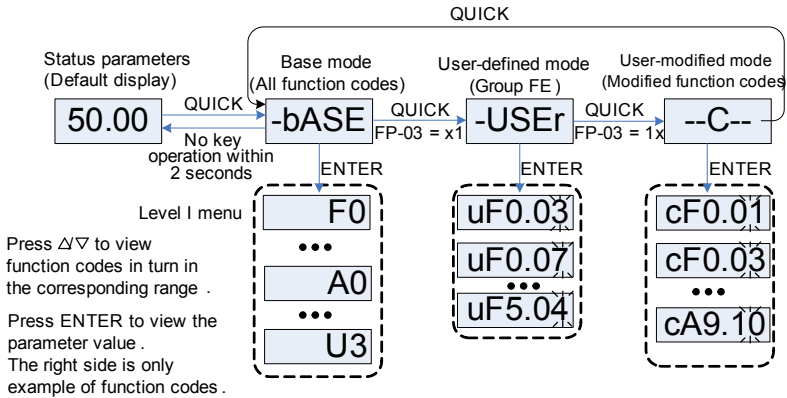 QUICK
Status parameters
(Default display)
Base mode
(All function codes)
User-defined mode
(Group FE )
User-modified mode
(Modified function codes)
50.00
QUICK
No key
operation within
2 seconds
-bASE
QUICK
FP-03 = x1
-USEr
QUICK
FP-03 = 1x
--C--
ENTER
ENTER
ENTER
Level I menu
F0
•••
A0
•••
U3
uF0.03
uF0.07
•••
uF5.04
cF0.01
cF0.03
•••
cA9.10
Press △/▽ to view
function codes in turn in
the corresponding range .
Press ENTER to view the
parameter value .
The right side is only
example of function codes .